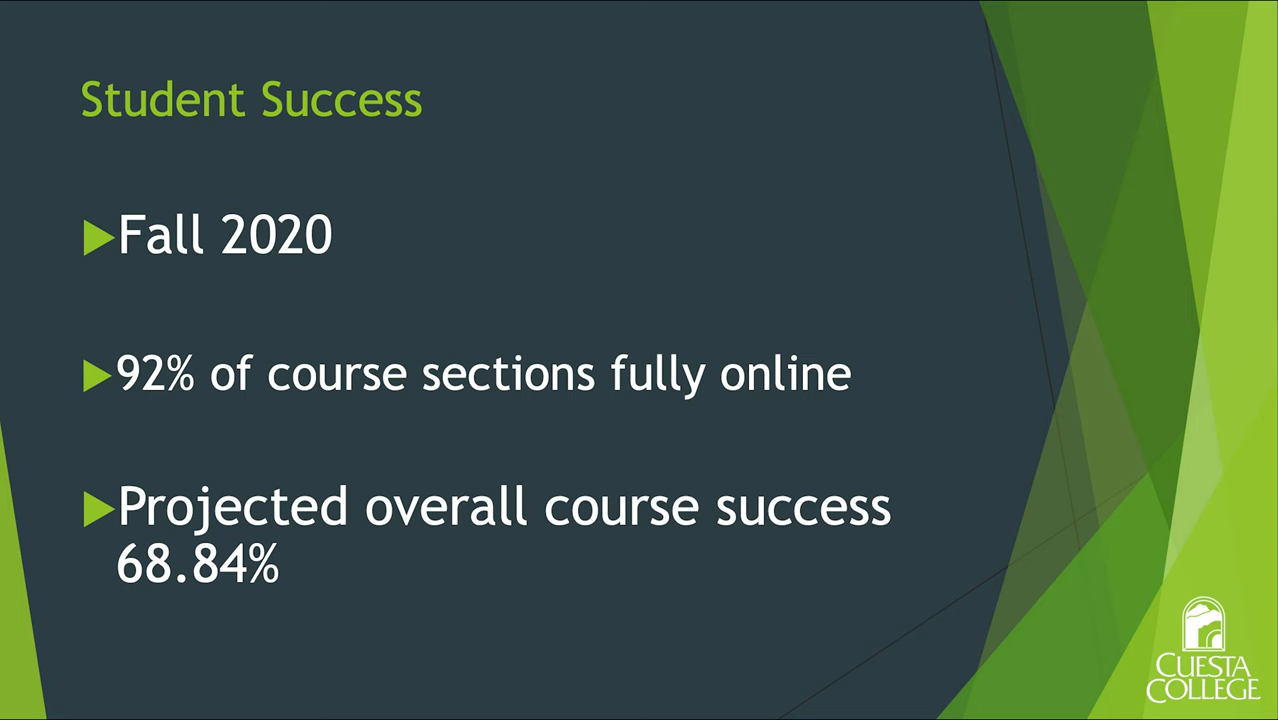 Student Success
Fall 2020
92% of course sections fully online
Projected overall course success
68.84%
CUESTA
COLLEGE